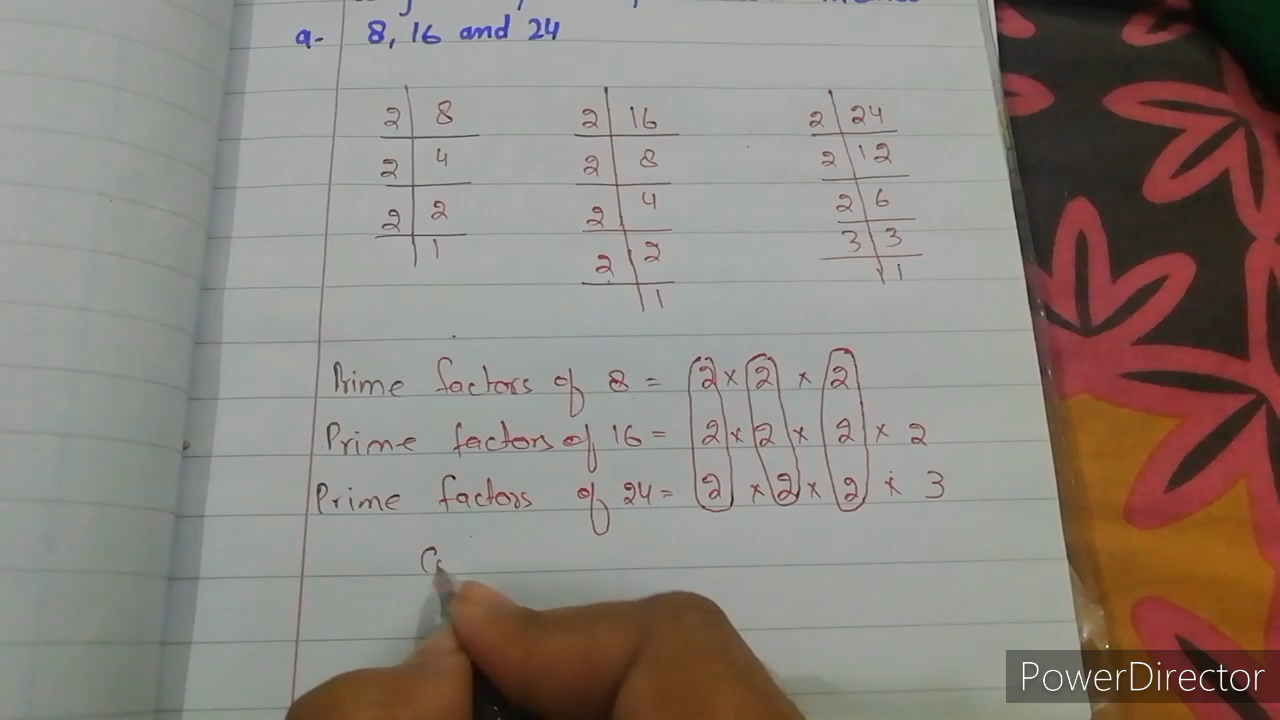 a- 8, 16 and 24
2 8 2 16 2 24
2 4 2 8 2 12
2 2 2 4 2 6
1 2 2 3 3
1 1
Prime factors of 8 = 2 x 2 x 2
Prime factors of 16 = 2 x 2 x 2 x 2
Prime factors of 24 = 2 x 2 x 2 x 3
PowerDirector